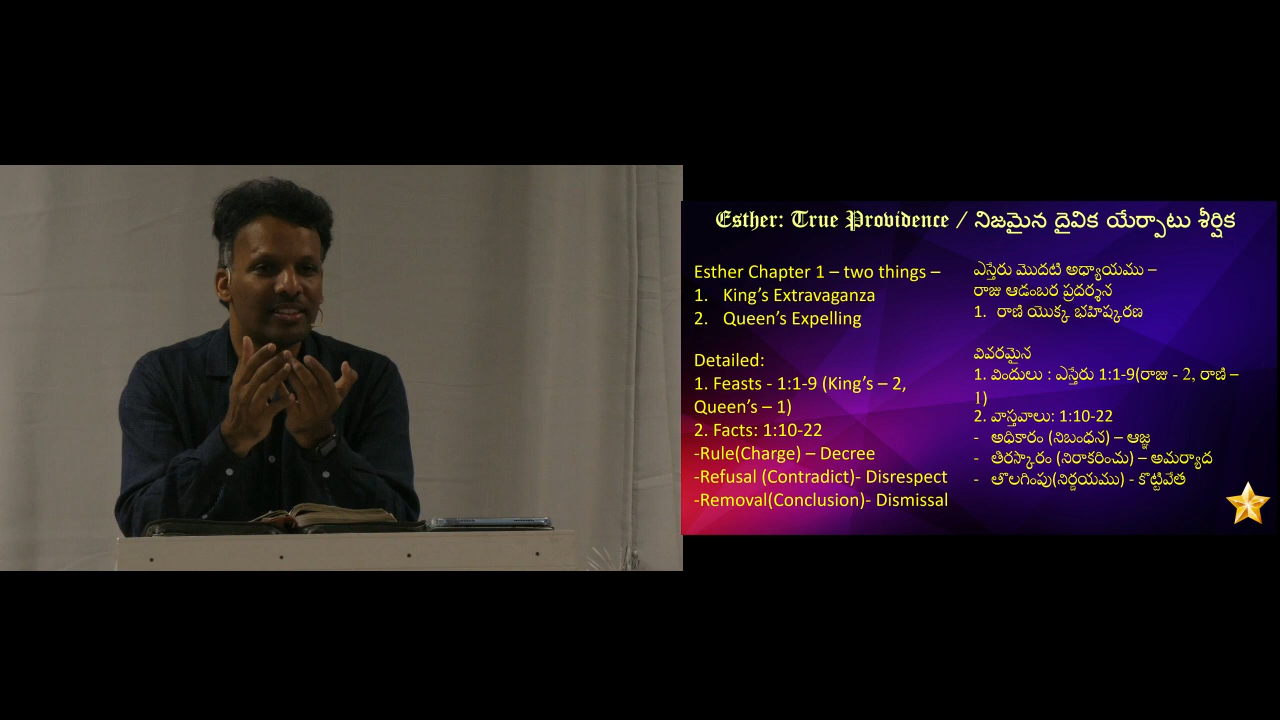 Esther: True Providence / నిజమైన దైవిక యేర్పాటు శీర్షిక
Esther Chapter 1 – two things –
1. King’s Extravaganza
2. Queen’s Expelling
Detailed:
1. Feasts - 1:1-9 (King’s – 2,
Queen’s – 1)
2. Facts: 1:10-22
-Rule(Charge) – Decree
-Refusal (Contradict)- Disrespect
-Removal(Conclusion)- Dismissal
ఎస్తేరు మొదటి అధ్యాయము –
రాజు ఆడంబర ప్రదర్శన
1. రాణి యొక్క భహిష్కరణ
వివరమైన
1. విందులు : ఎస్తేరు 1:1-9(రాజు - 2, రాణి –
1)
2. వాస్తవాలు: 1:10-22
- అధికారం (నిబంధన) – ఆజ్ఞ
- తిరస్కారం (నిరాకరించు) – అమర్యాద
- తొలగింపు(నిర్ణయము) - కొట్టివేత